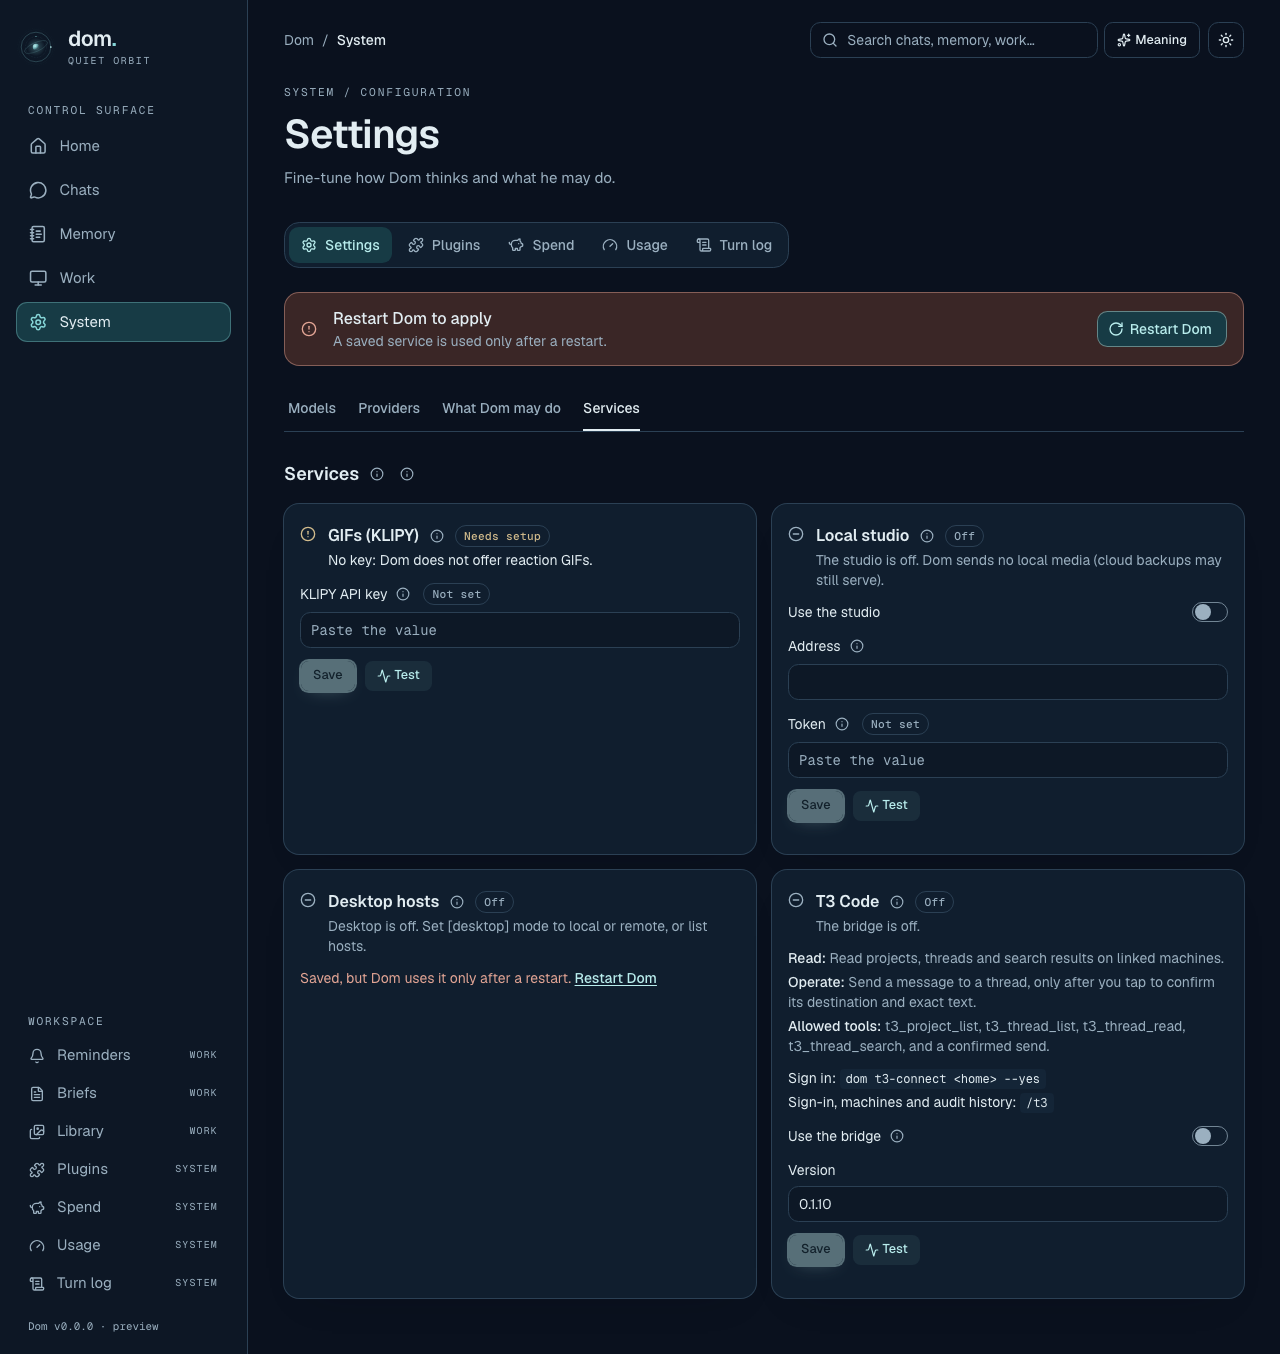 dom.
QUIET ORBIT
CONTROL SURFACE
Home
Chats
Memory
Work
System
WORKSPACE
Reminders WORK
Briefs WORK
Library WORK
Plugins SYSTEM
Spend SYSTEM
Usage SYSTEM
Turn log SYSTEM
Dom v0.0.0 · preview
Dom / System
Search chats, memory, work…
Meaning
SYSTEM / CONFIGURATION
Settings
Fine-tune how Dom thinks and what he may do.
Settings Plugins Spend Usage Turn log
Restart Dom to apply
A saved service is used only after a restart.
Restart Dom
Models Providers What Dom may do Services
Services
GIFs (KLIPY) Needs setup
No key: Dom does not offer reaction GIFs.
KLIPY API key Not set
Paste the value
Save Test
Local studio Off
The studio is off. Dom sends no local media (cloud backups may
still serve).
Use the studio
Address
Token Not set
Paste the value
Save Test
Desktop hosts Off
Desktop is off. Set [desktop] mode to local or remote, or list
hosts.
Saved, but Dom uses it only after a restart. Restart Dom
T3 Code Off
The bridge is off.
Read: Read projects, threads and search results on linked machines.
Operate: Send a message to a thread, only after you tap to confirm
its destination and exact text.
Allowed tools: t3_project_list, t3_thread_list, t3_thread_read,
t3_thread_search, and a confirmed send.
Sign in: dom t3-connect <home> --yes
Sign-in, machines and audit history: /t3
Use the bridge
Version
0.1.10
Save Test